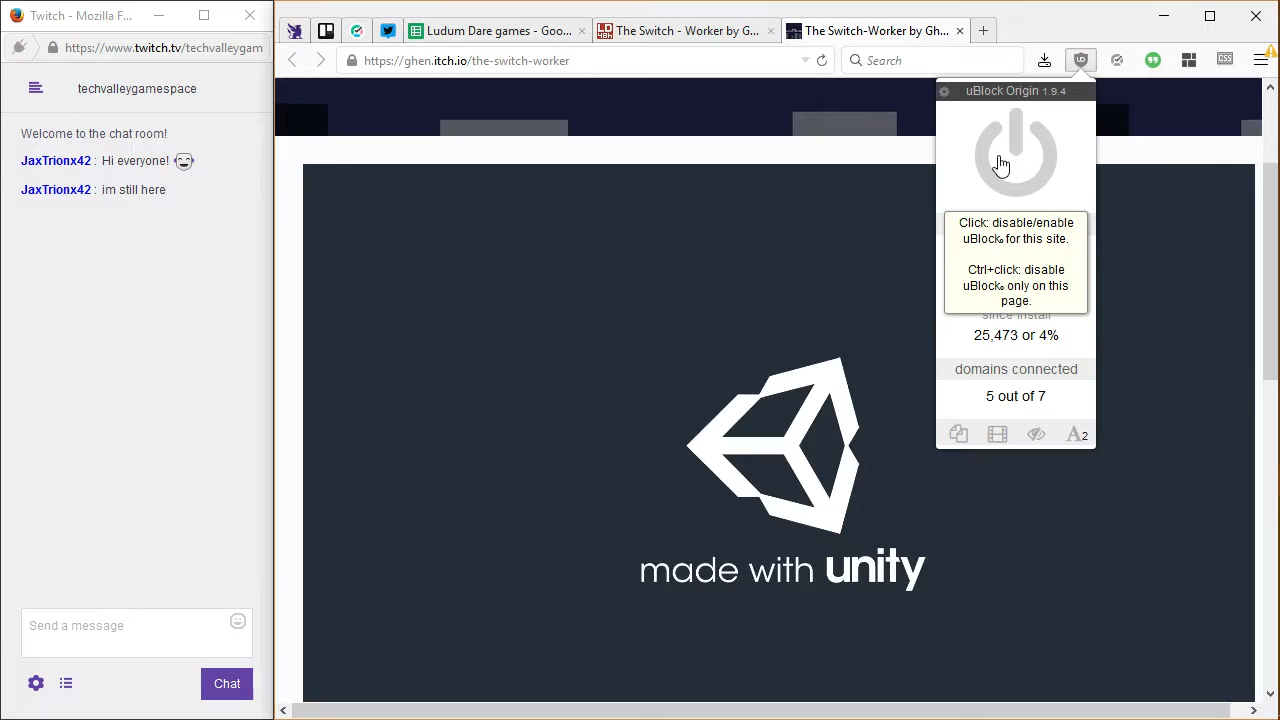 Twitch - Mozilla F...
https://www.twitch.tv/techvalleygam
techvalleygamespace
Welcome to the chat room!
JaxTrionx42 : Hi everyone!
JaxTrionx42 : im still here
Send a message
Chat
Ludum Dare games - Goo...
The Switch - Worker by G...
The Switch-Worker by Gh...
https://ghen.itch.io/the-switch-worker
Search
UD
CSS
uBlock Origin 1.9.4
Click: disable/enable
uBlock₀ for this site.
Ctrl+click: disable
uBlock₀ only on this
page.
since install
25,473 or 4%
domains connected
5 out of 7
A2
made with unity